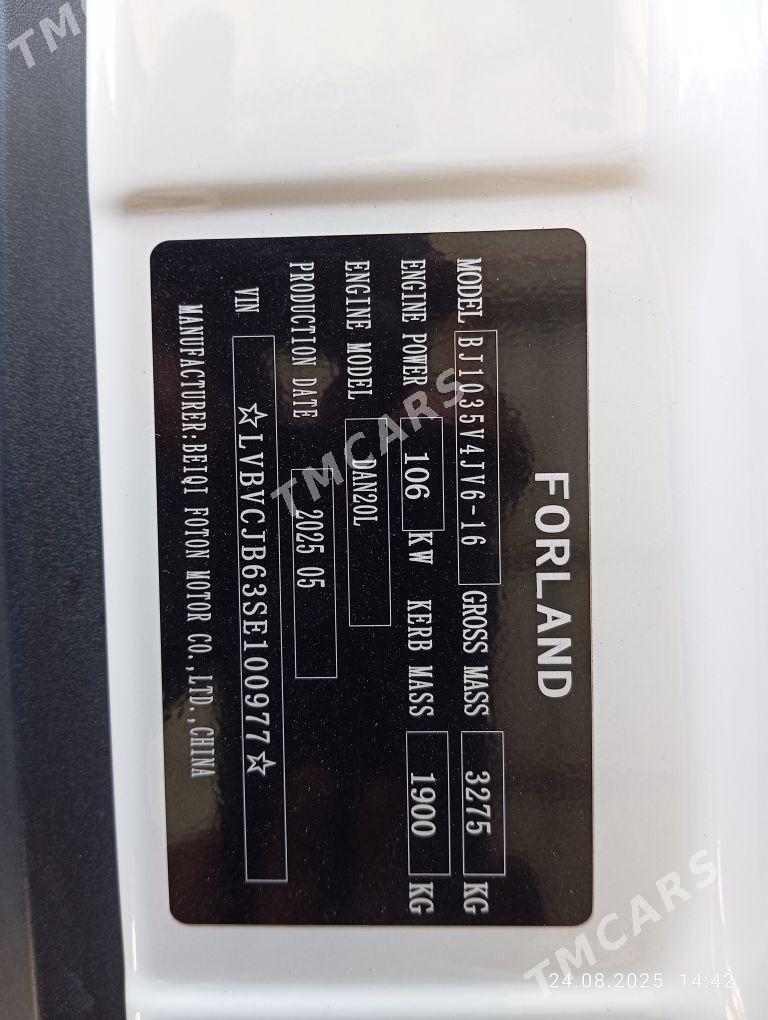 FORLAND
MODEL BJ1035V4JV6-16 GROSS MASS 3275 KG
ENGINE POWER 106 KW KERB MASS 1900 KG
ENGINE MODEL DAN20L
PRODUCTION DATE 2025 05
VIN ☆LVBVCJB63SE100977☆
MANUFACTURER:BEIQI FOTON MOTOR CO.,LTD.,CHINA
TMCARS
TMCARS
TMCARS
24.08.2025 14:42